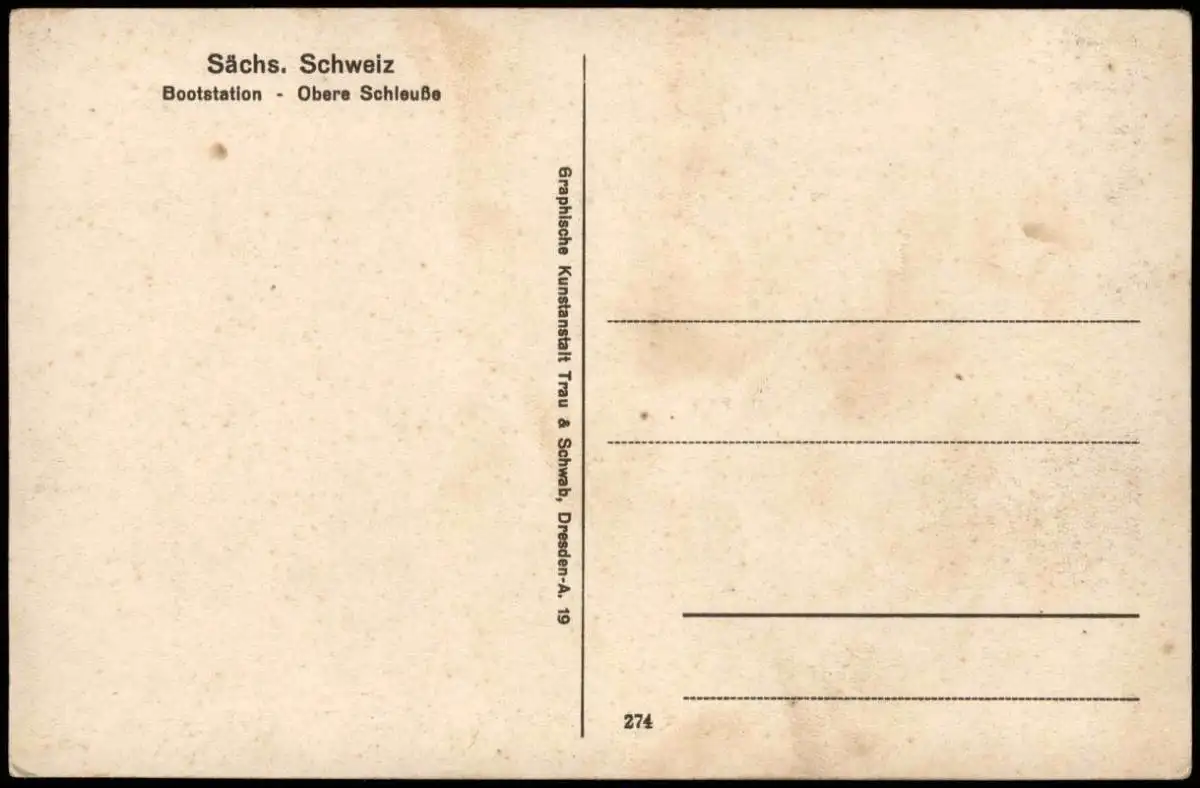 Sächs. Schweiz
Bootstation - Obere Schleuße
Graphische Kunstanstalt Trau & Schwab, Dresden-A. 19
274